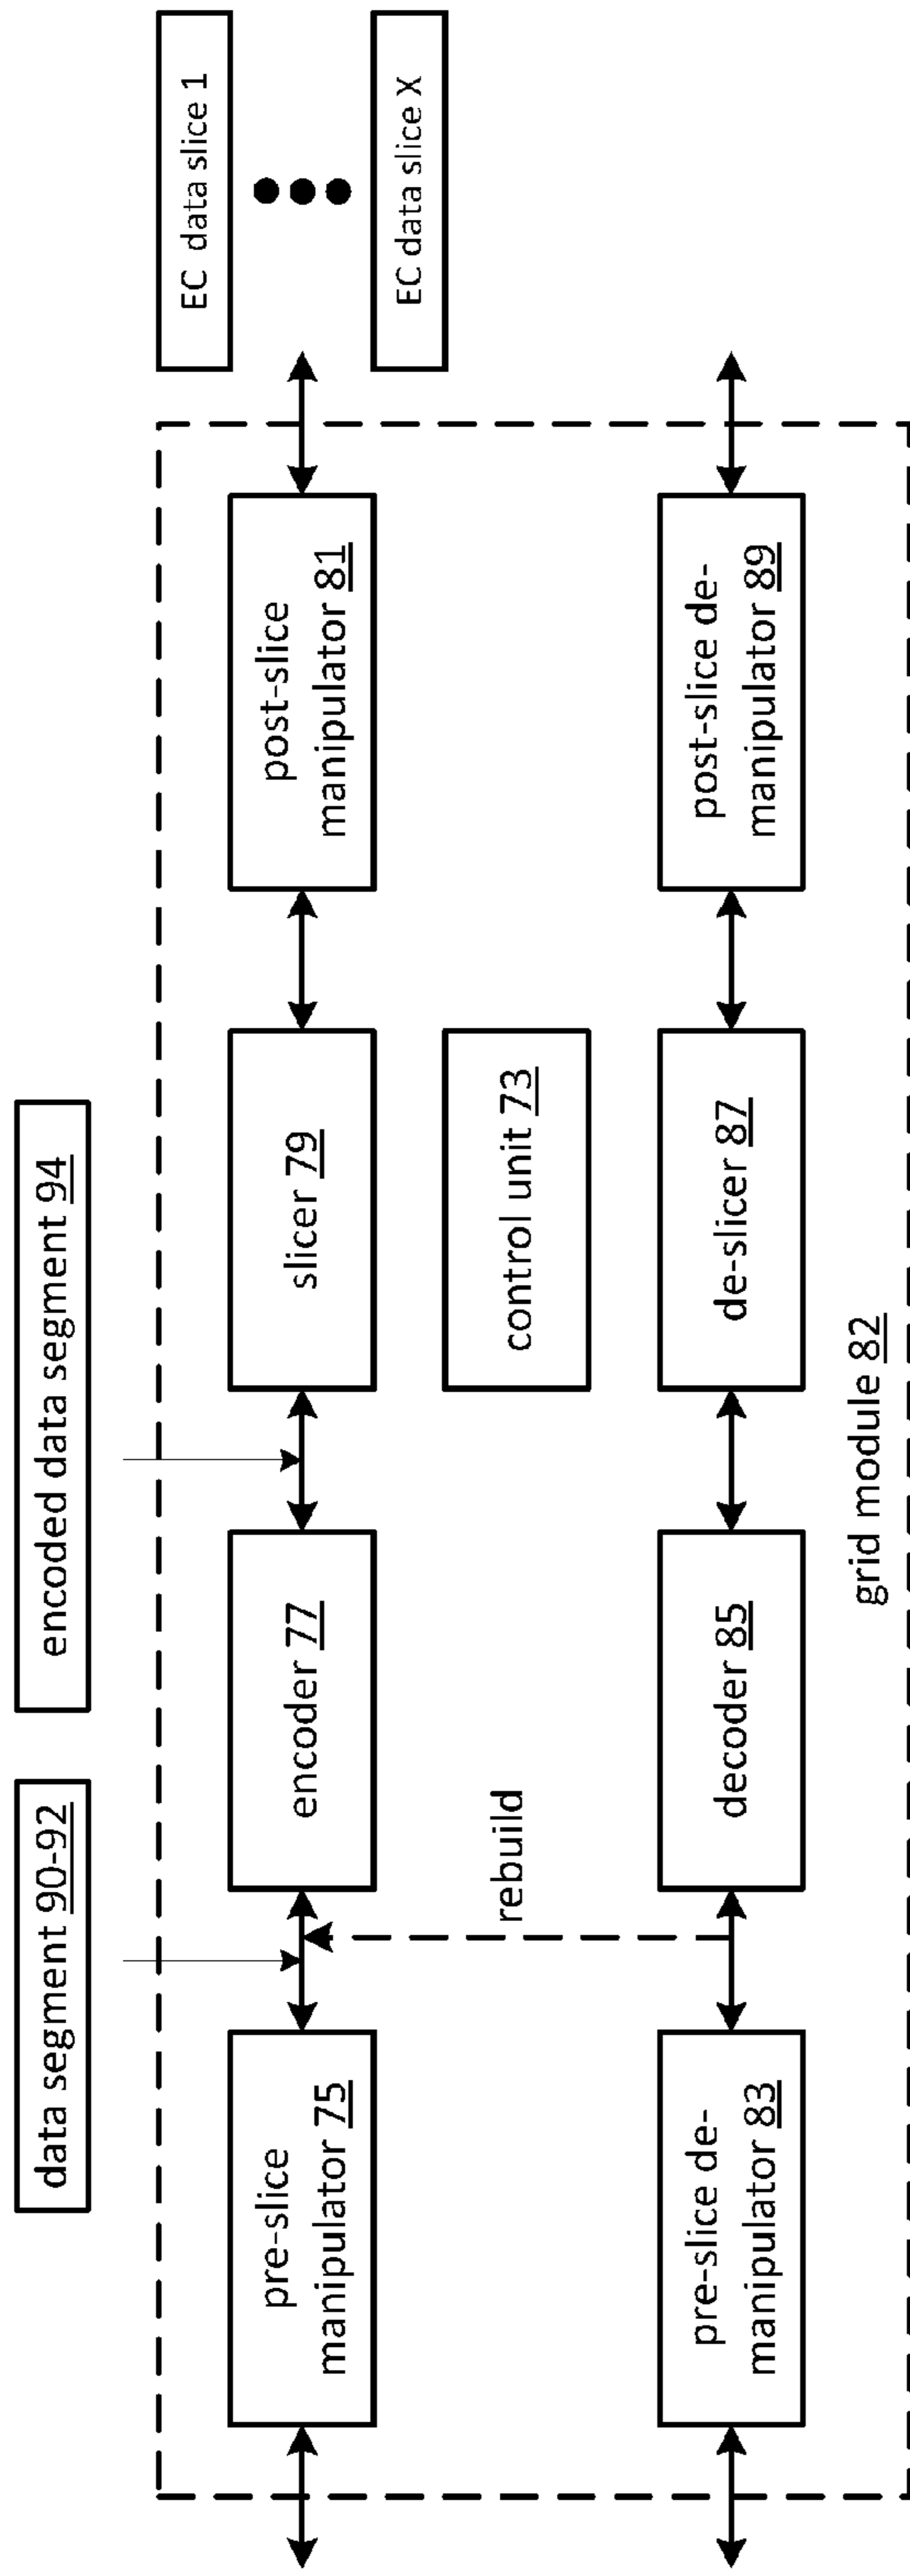 data segment 90-92
encoded data segment 94
EC data slice 1
EC data slice X
pre-slice
manipulator 75
encoder 77
slicer 79
post-slice
manipulator 81
rebuild
control unit 73
pre-slice de-
manipulator 83
decoder 85
de-slicer 87
post-slice de-
manipulator 89
grid module 82